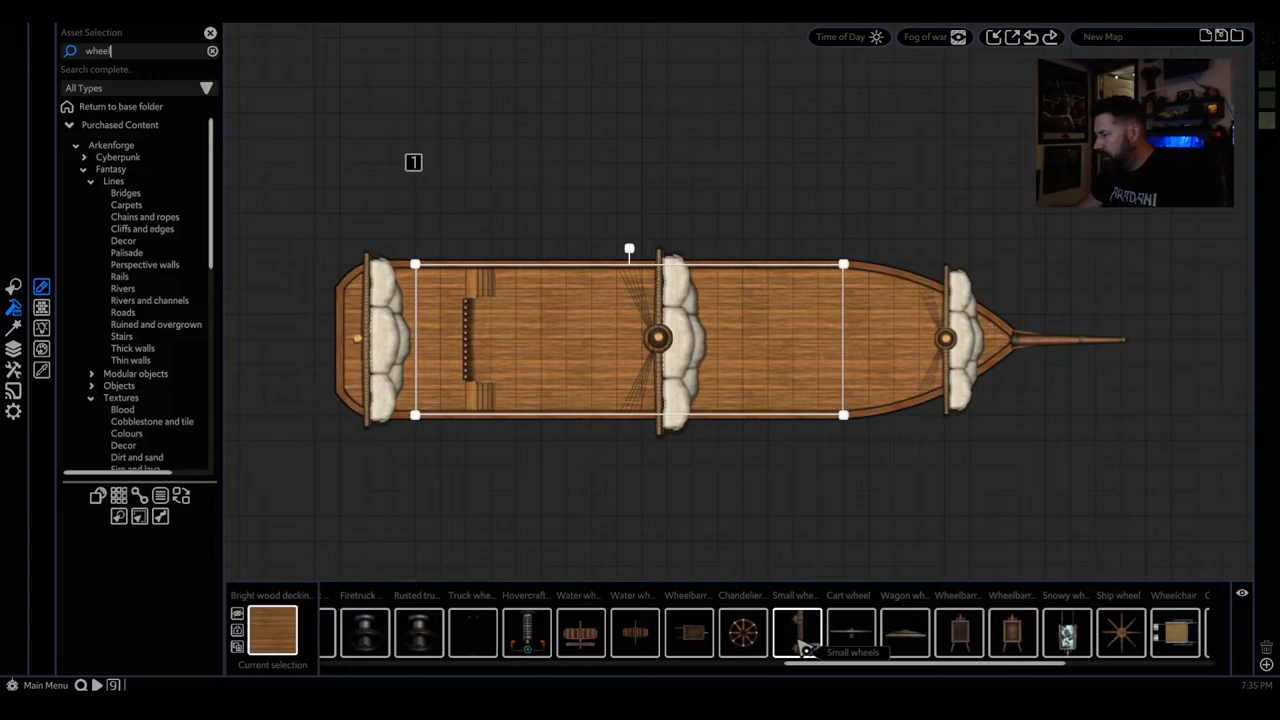 Asset Selection
wheel
Search complete..
All Types
Return to base folder
Purchased Content
Arkenforge
Cyberpunk
Fantasy
Lines
Bridges
Carpets
Chains and ropes
Cliffs and edges
Decor
Palisade
Perspective walls
Rails
Rivers
Rivers and channels
Roads
Ruined and overgrown
Stairs
Thick walls
Thin walls
Modular objects
Objects
Textures
Blood
Cobblestone and tile
Colours
Decor
Dirt and sand
Fire and lava
Time of Day
Fog of war
New Map
1
Bright wood deckin...
Current selection
Firetruck ...
Rusted tru...
Truck whe...
Hovercraft...
Water wh...
Water wh...
Wheelbarr...
Chandelier...
Small whe...
Cart wheel
Wagon wh...
Wheelbarr...
Wheelbarr...
Snowy wh...
Ship wheel
Wheelchair
Small wheels
Main Menu
9
7:35 PM